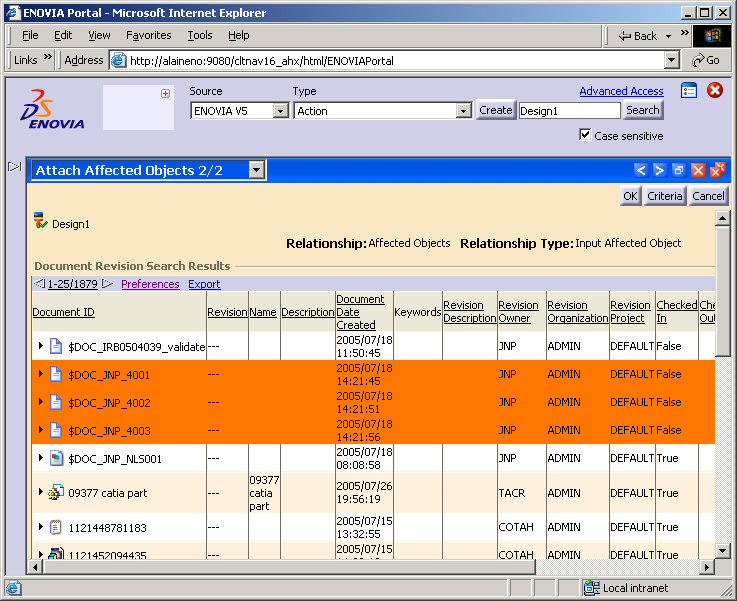 ENOVIA Portal - Microsoft Internet Explorer
File Edit View Favorites Tools Help Back »
Links » Address http://alaineno:9080/cltnav16_ahx/html/ENOVIAPortal Go
Source Type Advanced Access
ENOVIA V5 Action Create Design1 Search
ENOVIA
Case sensitive
Attach Affected Objects 2/2
OK Criteria Cancel
Design1
Relationship: Affected Objects Relationship Type: Input Affected Object
Document Revision Search Results
1-25/1879 Preferences Export
Document ID Revision Name Description Document Date Created Keywords Revision Description Revision Owner Revision Organization Revision Project Checked In
$DOC_IRB0504039_validate --- 2005/07/18 11:50:45 JNP ADMIN DEFAULT False
$DOC_JNP_4001 --- 2005/07/18 14:21:45 JNP ADMIN DEFAULT False
$DOC_JNP_4002 --- 2005/07/18 14:21:51 JNP ADMIN DEFAULT False
$DOC_JNP_4003 --- 2005/07/18 14:21:56 JNP ADMIN DEFAULT False
$DOC_JNP_NLS001 --- 2005/07/18 08:08:58 JNP ADMIN DEFAULT True
09377 catia part --- 09377 catia part 2005/07/26 19:56:19 TACR ADMIN DEFAULT True
1121448781183 --- 2005/07/15 13:32:55 COTAH ADMIN DEFAULT True
1121452094435 --- 2005/07/15 COTAH ADMIN DEFAULT True
Local intranet